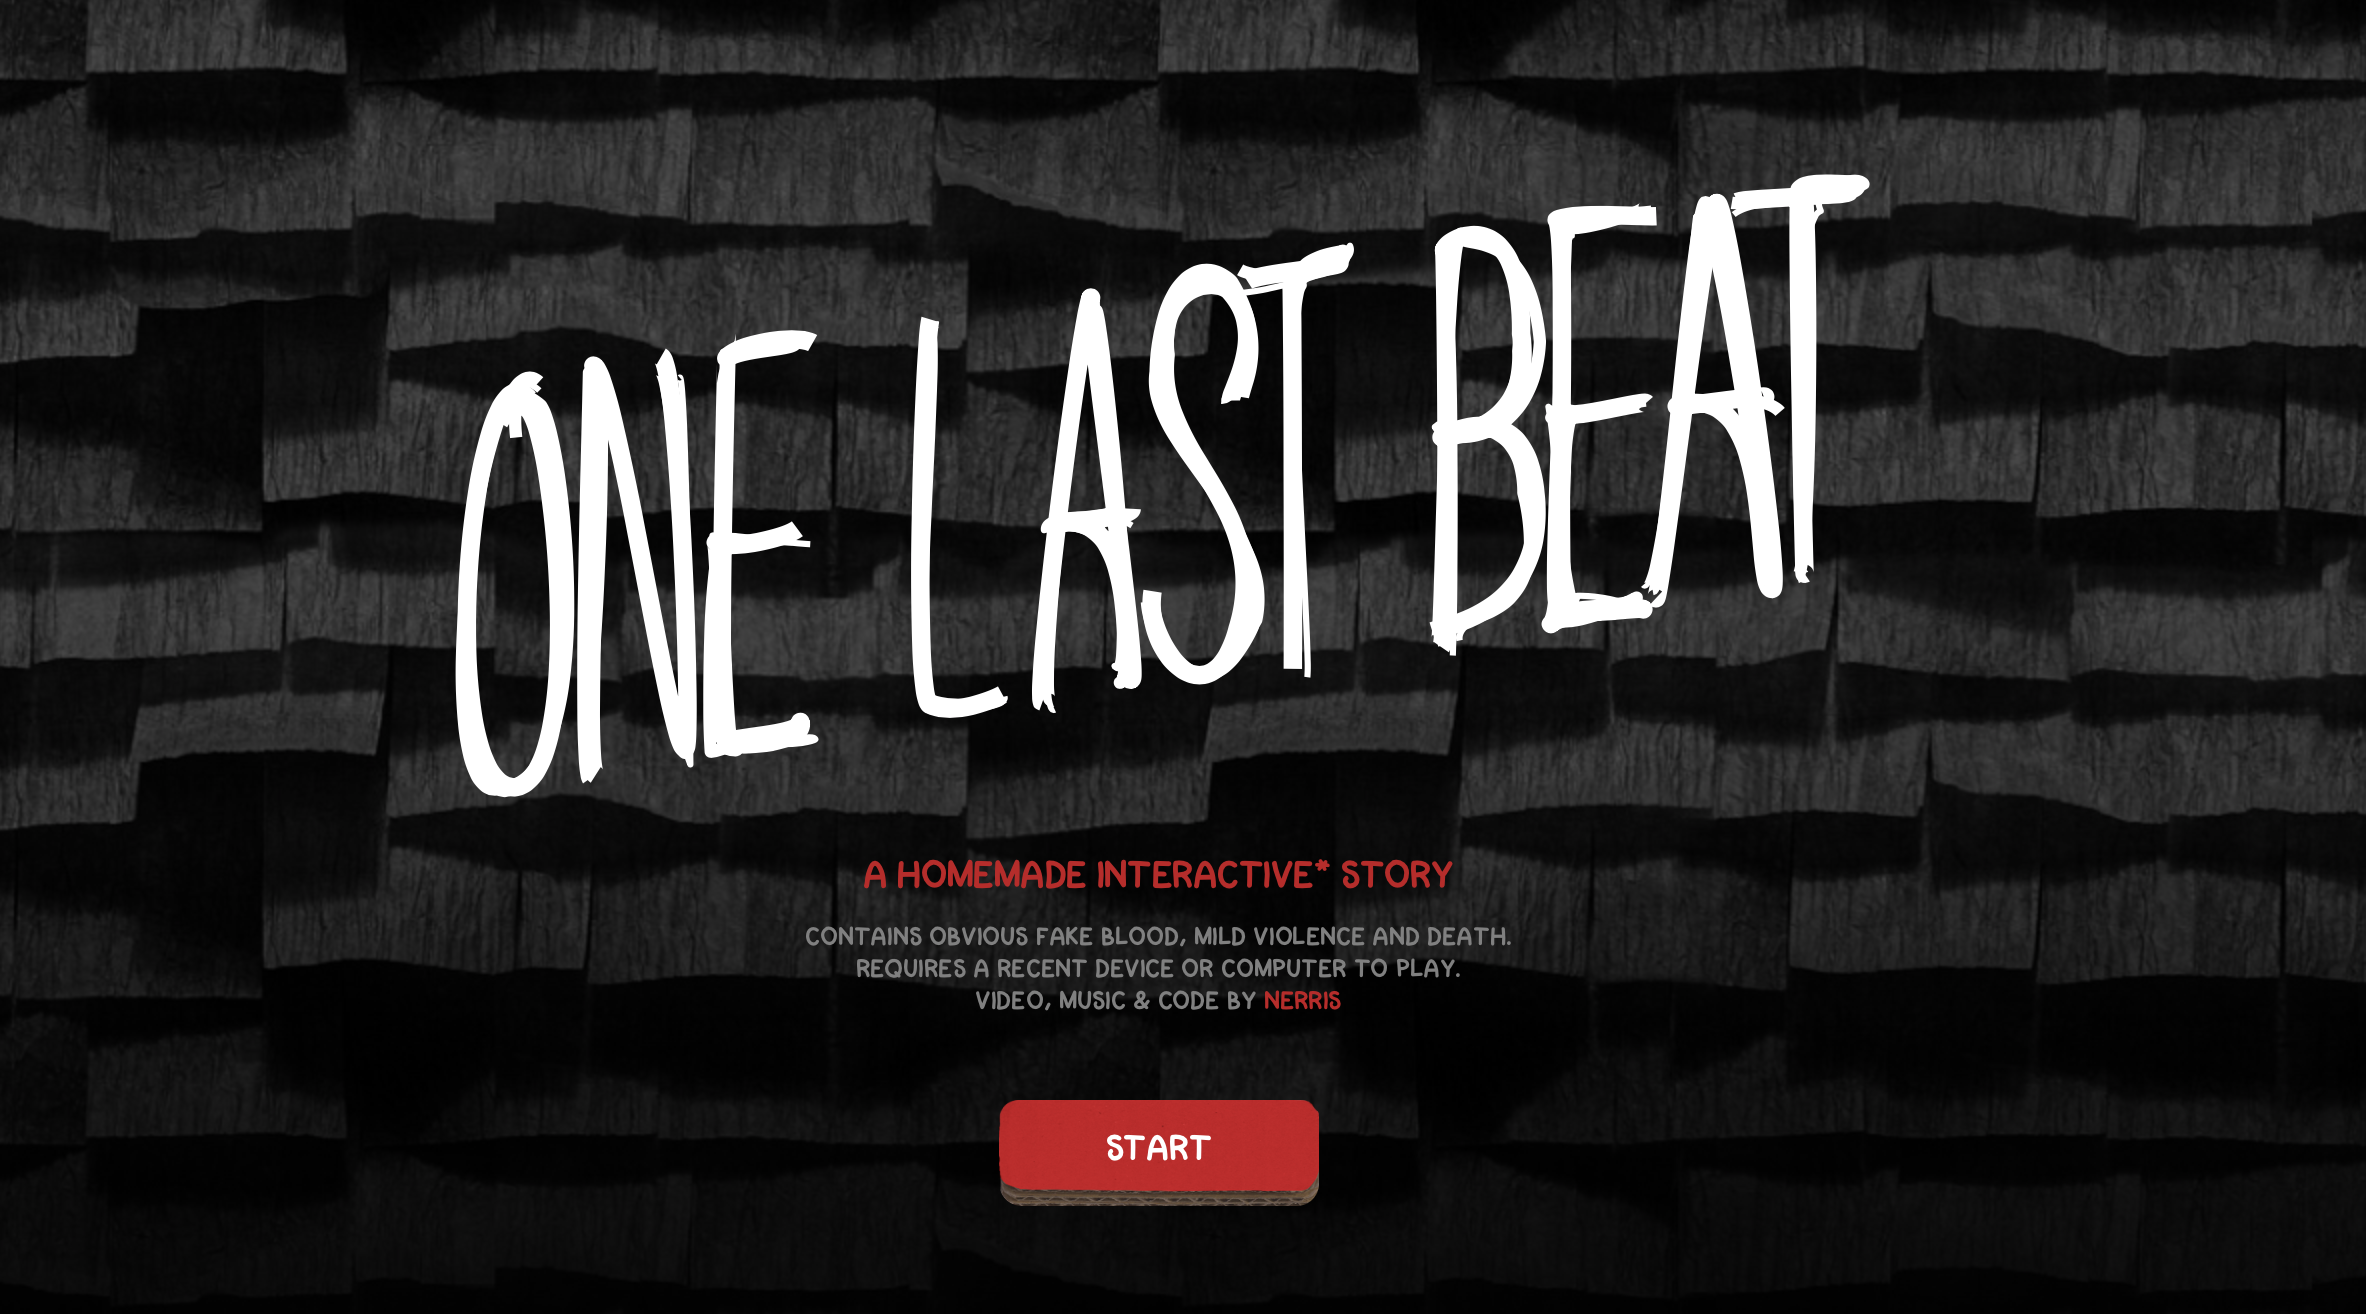 ONE LAST BEAT
A HOMEMADE INTERACTIVE* STORY
CONTAINS OBVIOUS FAKE BLOOD, MILD VIOLENCE AND DEATH.
REQUIRES A RECENT DEVICE OR COMPUTER TO PLAY.
VIDEO, MUSIC & CODE BY NERRIS
START